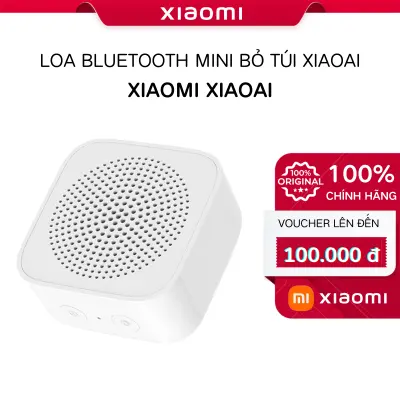 xiaomi
LOA BLUETOOTH MINI BỎ TÚI XIAOAI
XIAOMI XIAOAI
100%
ORIGINAL
100%
CHÍNH HÃNG
VOUCHER LÊN ĐẾN
100.000 đ
mi xiaomi